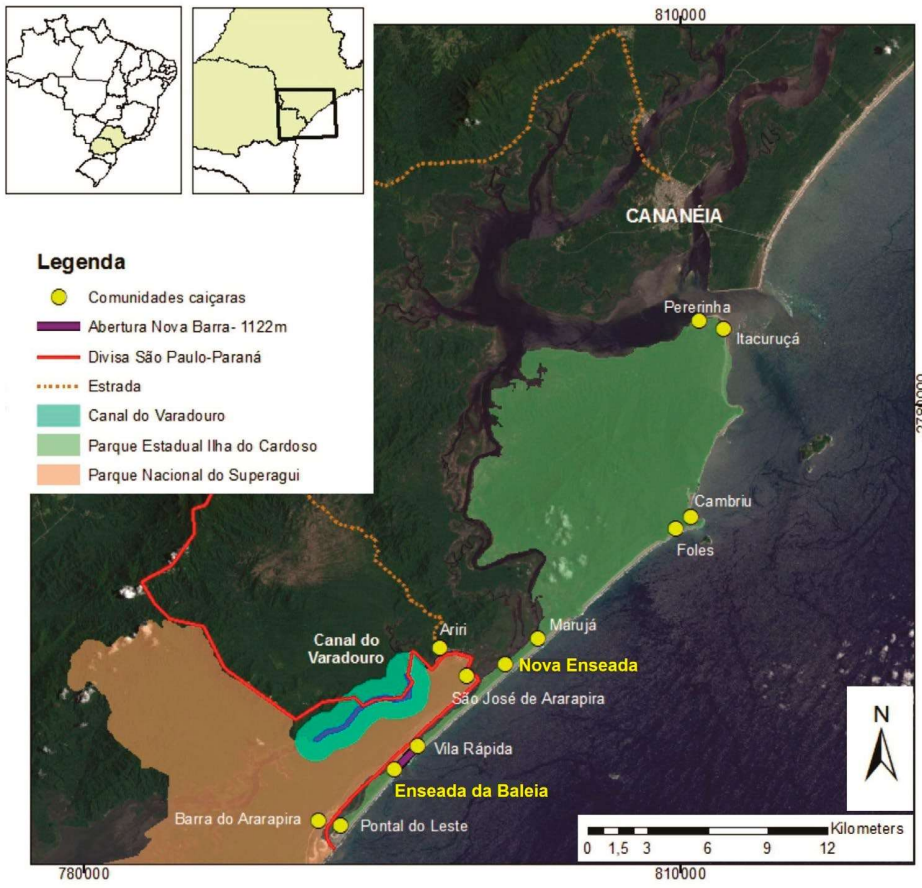 810000
CANANÉIA
Legenda
Comunidades caiçaras
Abertura Nova Barra- 1122m
Divisa São Paulo-Paraná
Estrada
Canal do Varadouro
Parque Estadual Ilha do Cardoso
Parque Nacional do Superagui
Pererinha
Itacuruçá
Cambriu
Foles
Marujá
Ariri
Canal do
Varadouro
Nova Enseada
São José de Ararapira
Vila Rápida
Enseada da Baleia
Barra do Ararapira
Pontal do Leste
N
Kilometers
0 1,5 3 6 9 12
780000
810000